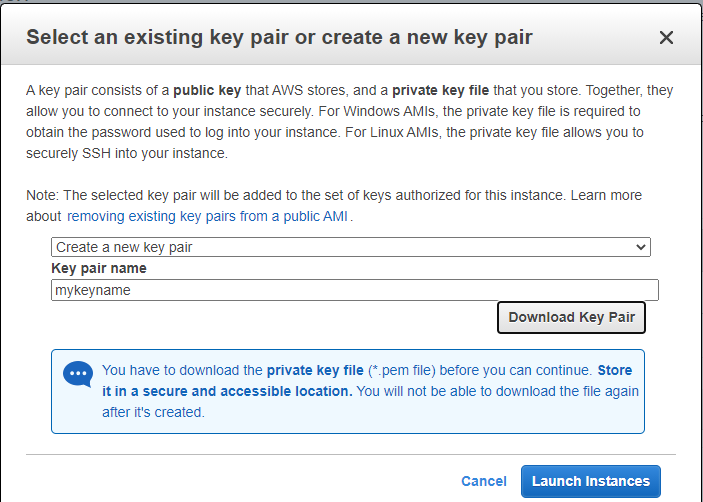 Select an existing key pair or create a new key pair
A key pair consists of a public key that AWS stores, and a private key file that you store. Together, they
allow you to connect to your instance securely. For Windows AMIs, the private key file is required to
obtain the password used to log into your instance. For Linux AMIs, the private key file allows you to
securely SSH into your instance.
Note: The selected key pair will be added to the set of keys authorized for this instance. Learn more
about removing existing key pairs from a public AMI.
Create a new key pair
Key pair name
mykeyname
Download Key Pair
You have to download the private key file (*.pem file) before you can continue. Store
it in a secure and accessible location. You will not be able to download the file again
after it's created.
Cancel
Launch Instances